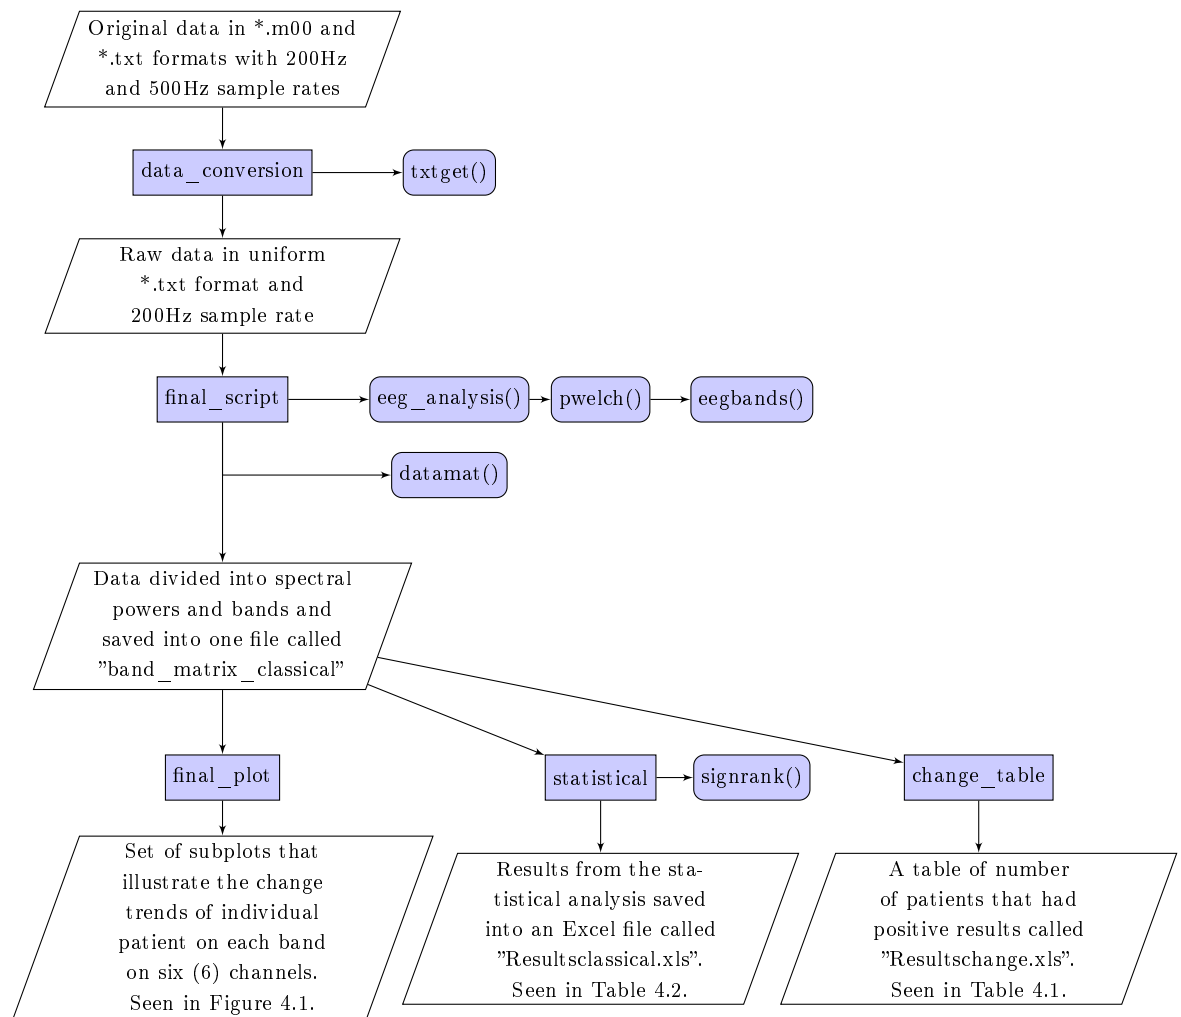 Original data in *.m00 and
*.txt formats with 200Hz
and 500Hz sample rates
data_conversion
txtget()
Raw data in uniform
*.txt format and
200Hz sample rate
final_script
eeg_analysis()
pwelch()
eegbands()
datamat()
Data divided into spectral
powers and bands and
saved into one file called
"band_matrix_classical"
final_plot
statistical
signrank()
change_table
Set of subplots that
illustrate the change
trends of individual
patient on each band
on six (6) channels.
Seen in Figure 4.1.
Results from the sta-
tistical analysis saved
into an Excel file called
"Resultsclassical.xls".
Seen in Table 4.2.
A table of number
of patients that had
positive results called
"Resultschange.xls".
Seen in Table 4.1.